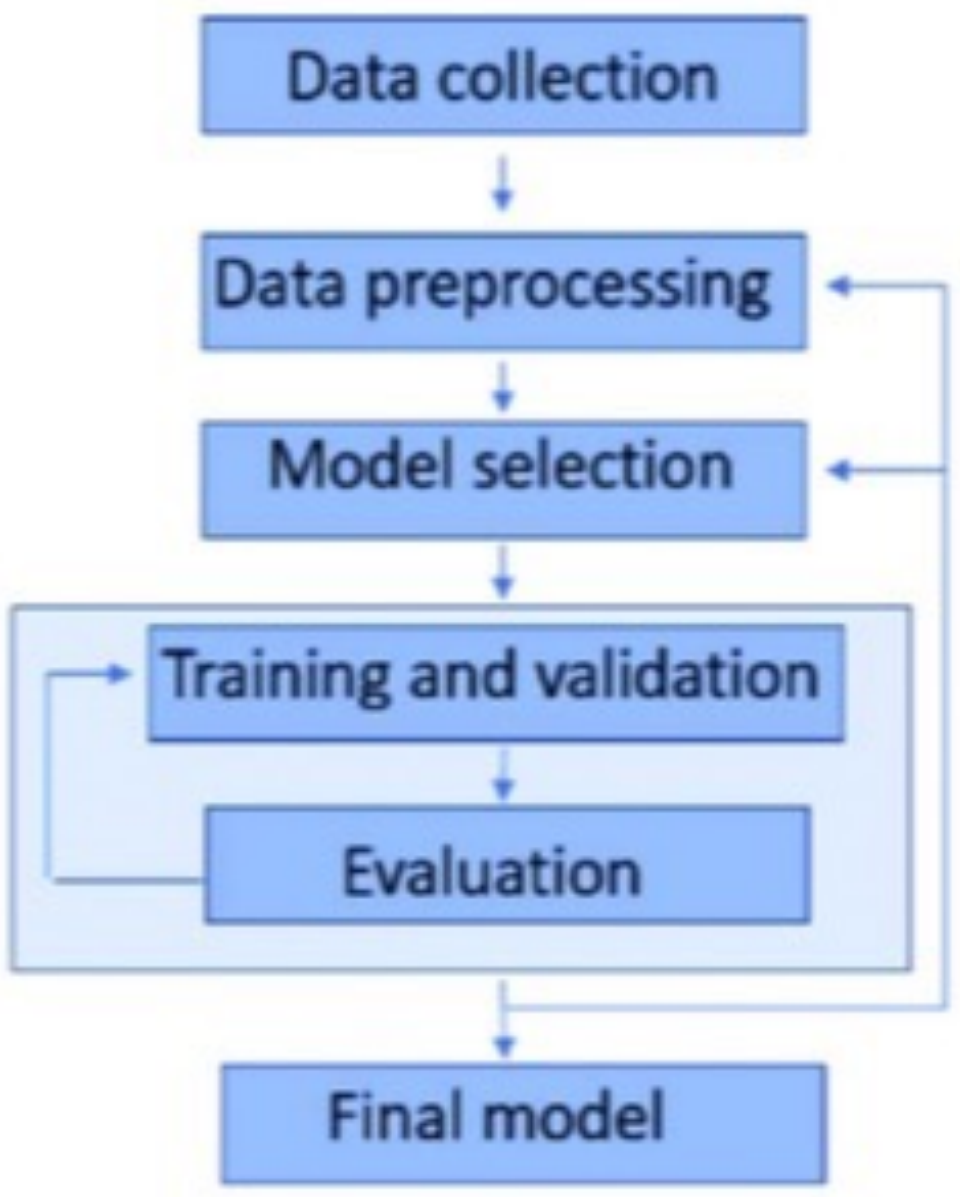 Data collection
Data preprocessing
Model selection
Training and validation
Evaluation
Final model